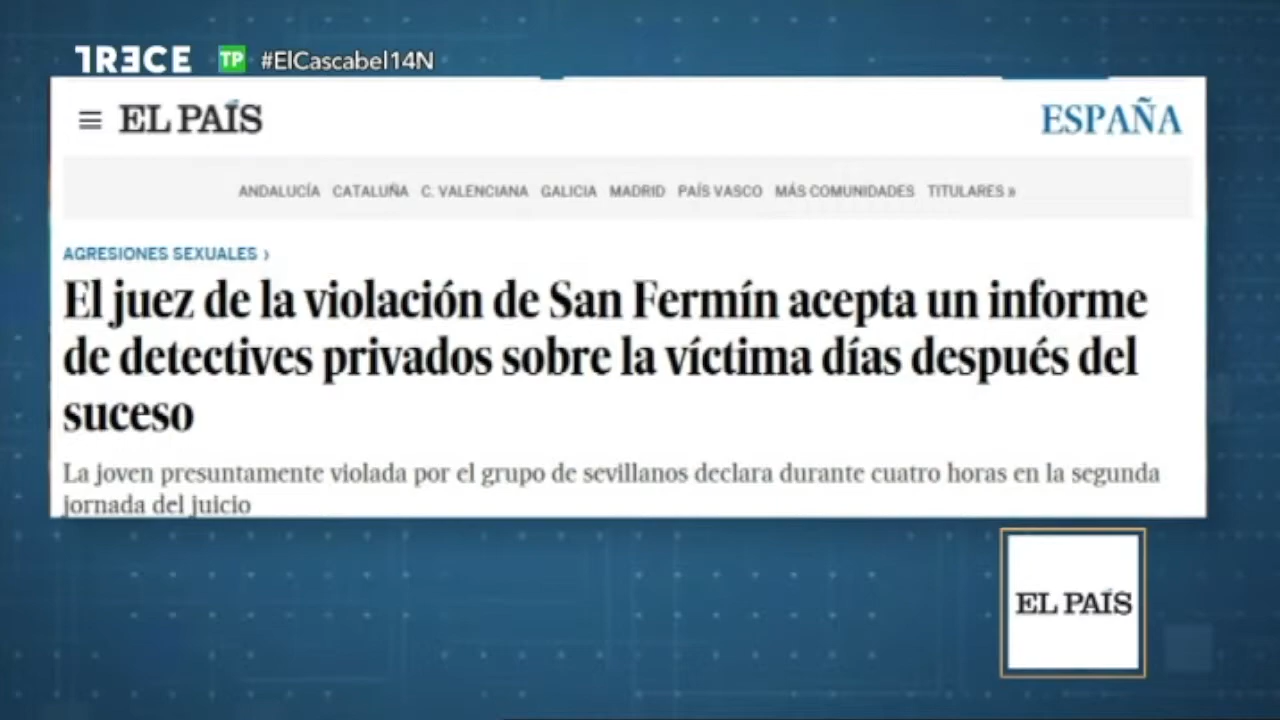 TRECE TP #ElCascabel14N
EL PAÍS ESPAÑA
ANDALUCÍA CATALUÑA C. VALENCIANA GALICIA MADRID PAÍS VASCO MÁS COMUNIDADES TITULARES »
AGRESIONES SEXUALES ›
El juez de la violación de San Fermín acepta un informe
de detectives privados sobre la víctima días después del
suceso
La joven presuntamente violada por el grupo de sevillanos declara durante cuatro horas en la segunda
jornada del juicio
EL PAÍS